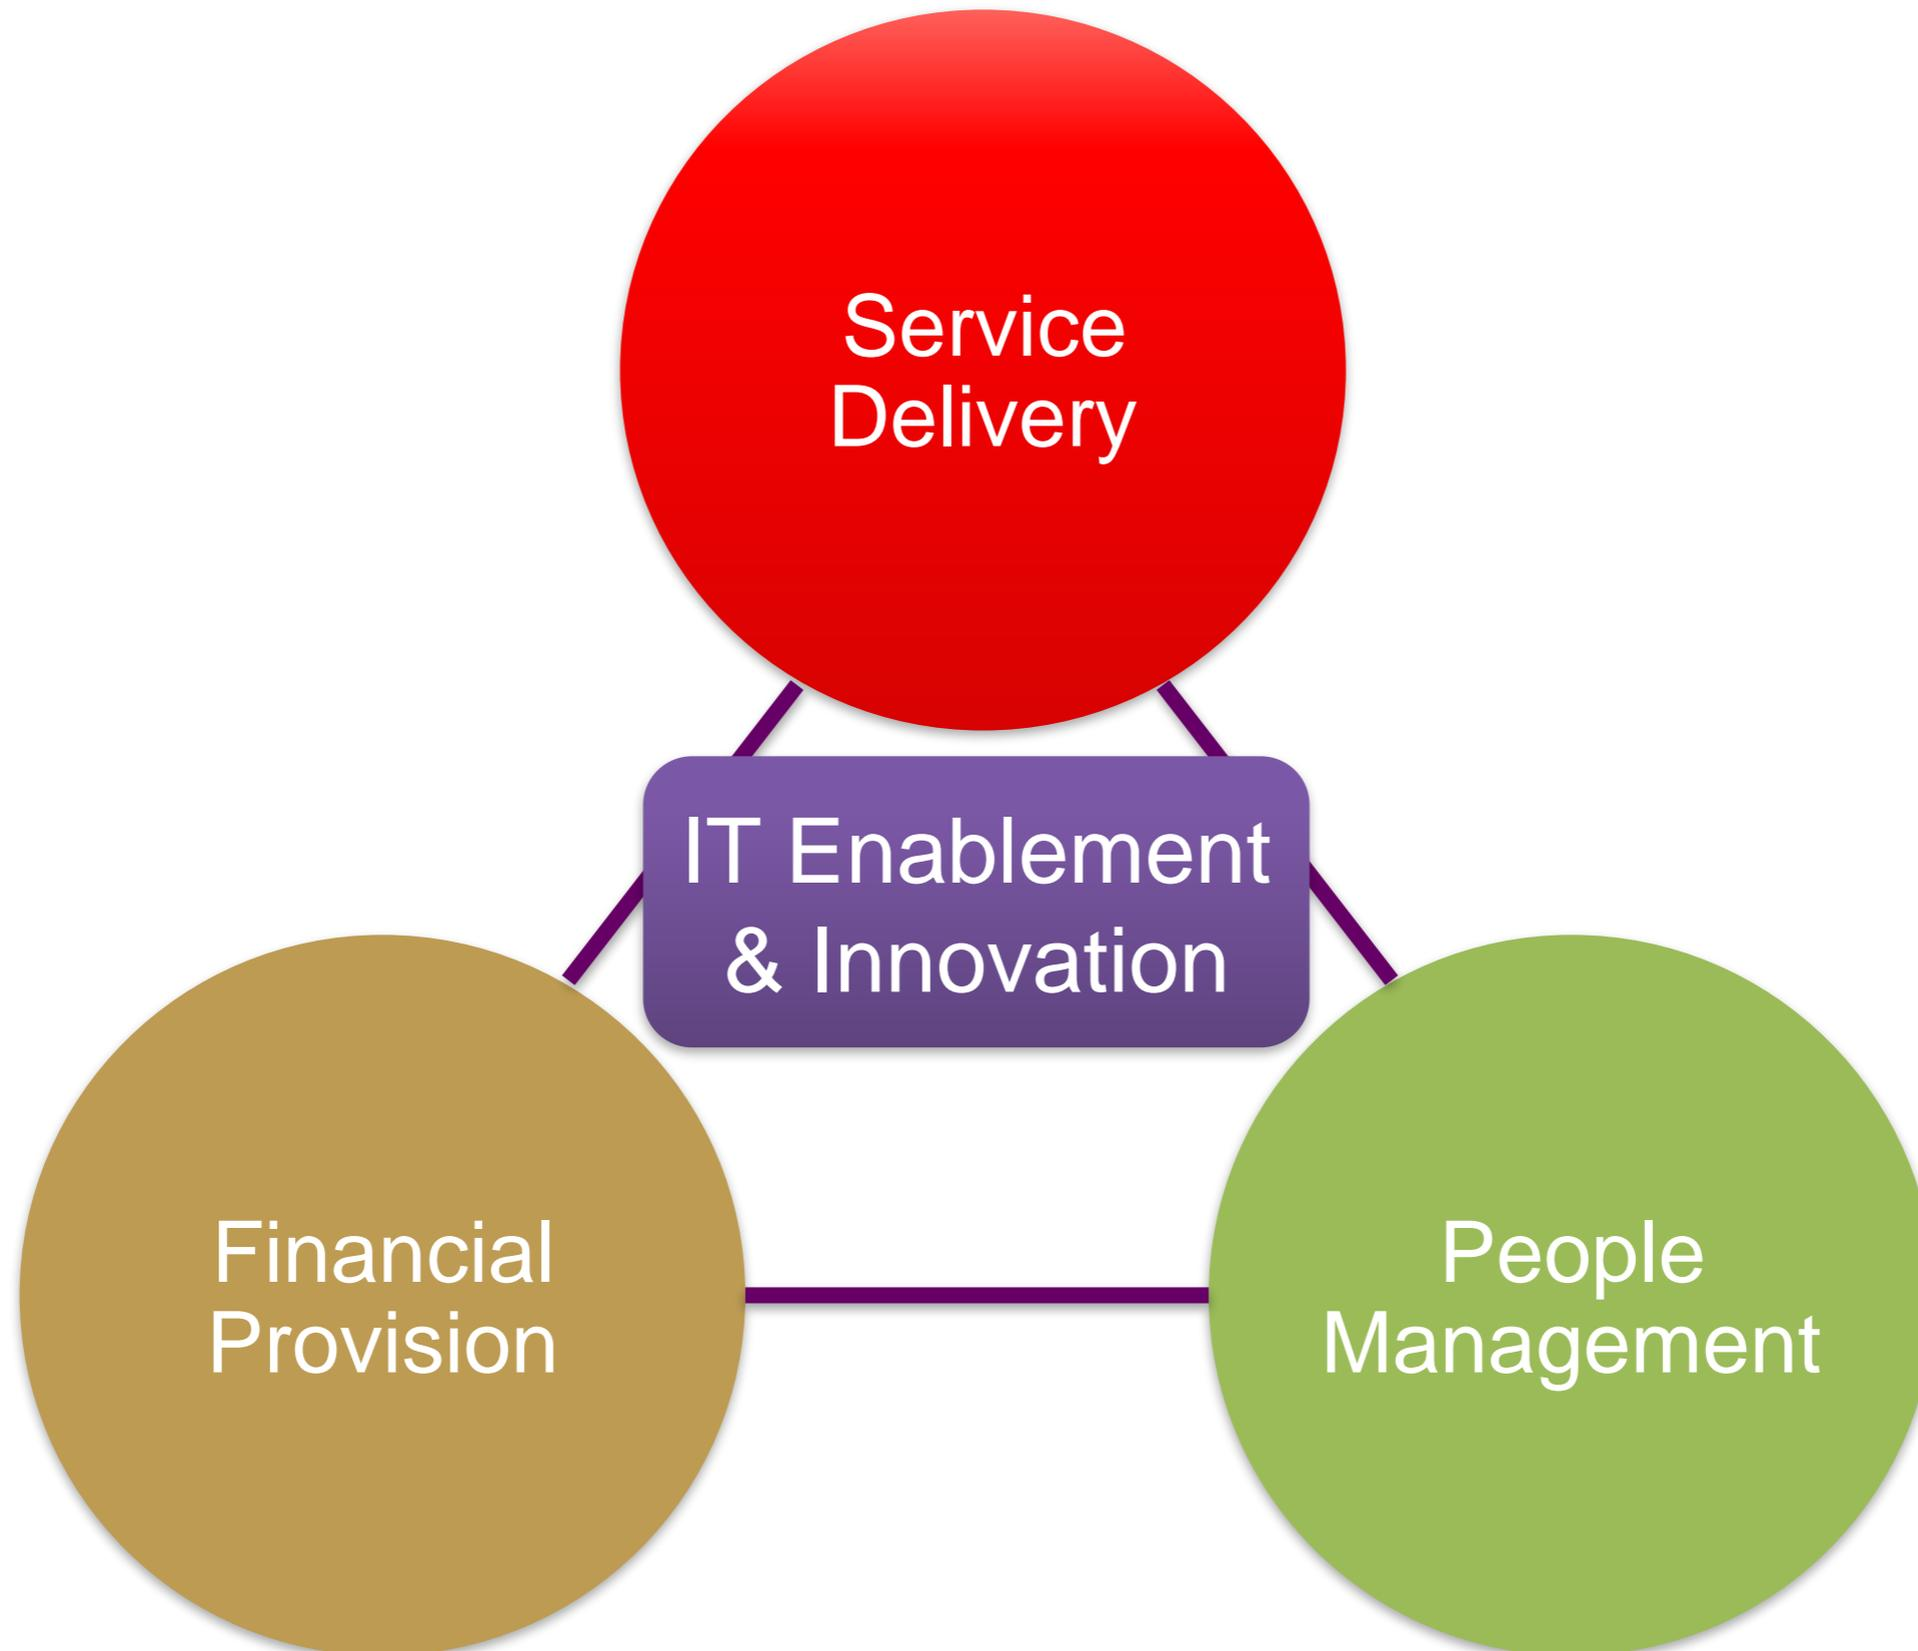 Service
Delivery
IT Enablement
& Innovation
Financial
Provision
People
Management